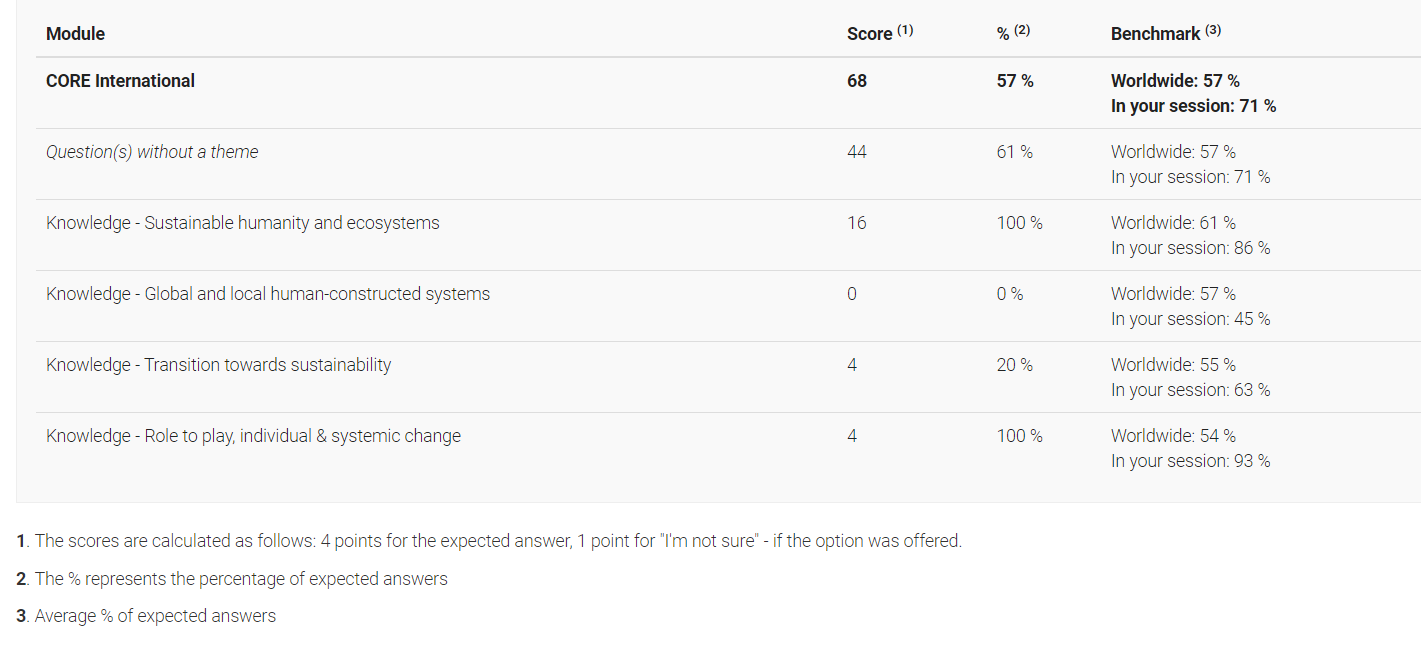 Module Score (1) % (2) Benchmark (3)
CORE International 68 57 % Worldwide: 57 %
In your session: 71 %
Question(s) without a theme 44 61 % Worldwide: 57 %
In your session: 71 %
Knowledge - Sustainable humanity and ecosystems 16 100 % Worldwide: 61 %
In your session: 86 %
Knowledge - Global and local human-constructed systems 0 0 % Worldwide: 57 %
In your session: 45 %
Knowledge - Transition towards sustainability 4 20 % Worldwide: 55 %
In your session: 63 %
Knowledge - Role to play, individual & systemic change 4 100 % Worldwide: 54 %
In your session: 93 %
1. The scores are calculated as follows: 4 points for the expected answer, 1 point for "I'm not sure" - if the option was offered.
2. The % represents the percentage of expected answers
3. Average % of expected answers